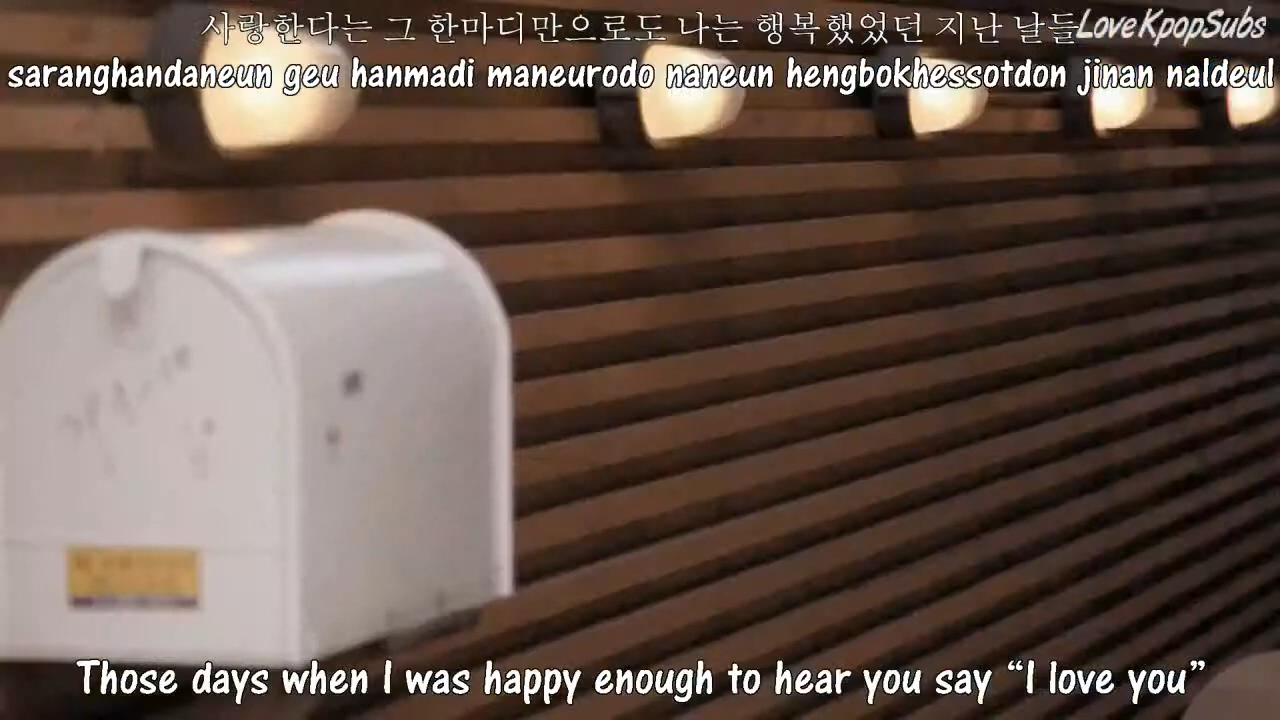 사랑한다는 그 한마디만으로도 나는 행복했었던 지난 날들
LoveKpopSubs
saranghandaneun geu hanmadi maneurodo naneun hengbokhessotdon jinan naldeul
Those days when I was happy enough to hear you say “I love you”